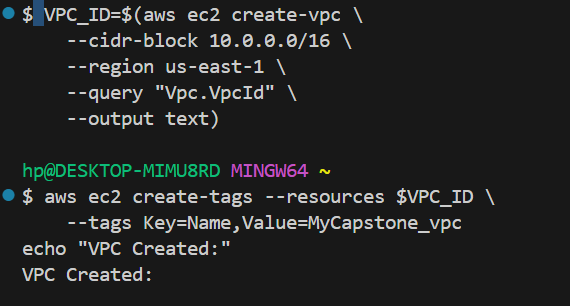 $ VPC_ID=$(aws ec2 create-vpc \
    --cidr-block 10.0.0.0/16 \
    --region us-east-1 \
    --query "Vpc.VpcId" \
    --output text)

hp@DESKTOP-MIMU8RD MINGW64 ~
$ aws ec2 create-tags --resources $VPC_ID \
    --tags Key=Name,Value=MyCapstone_vpc
echo "VPC Created:"
VPC Created: